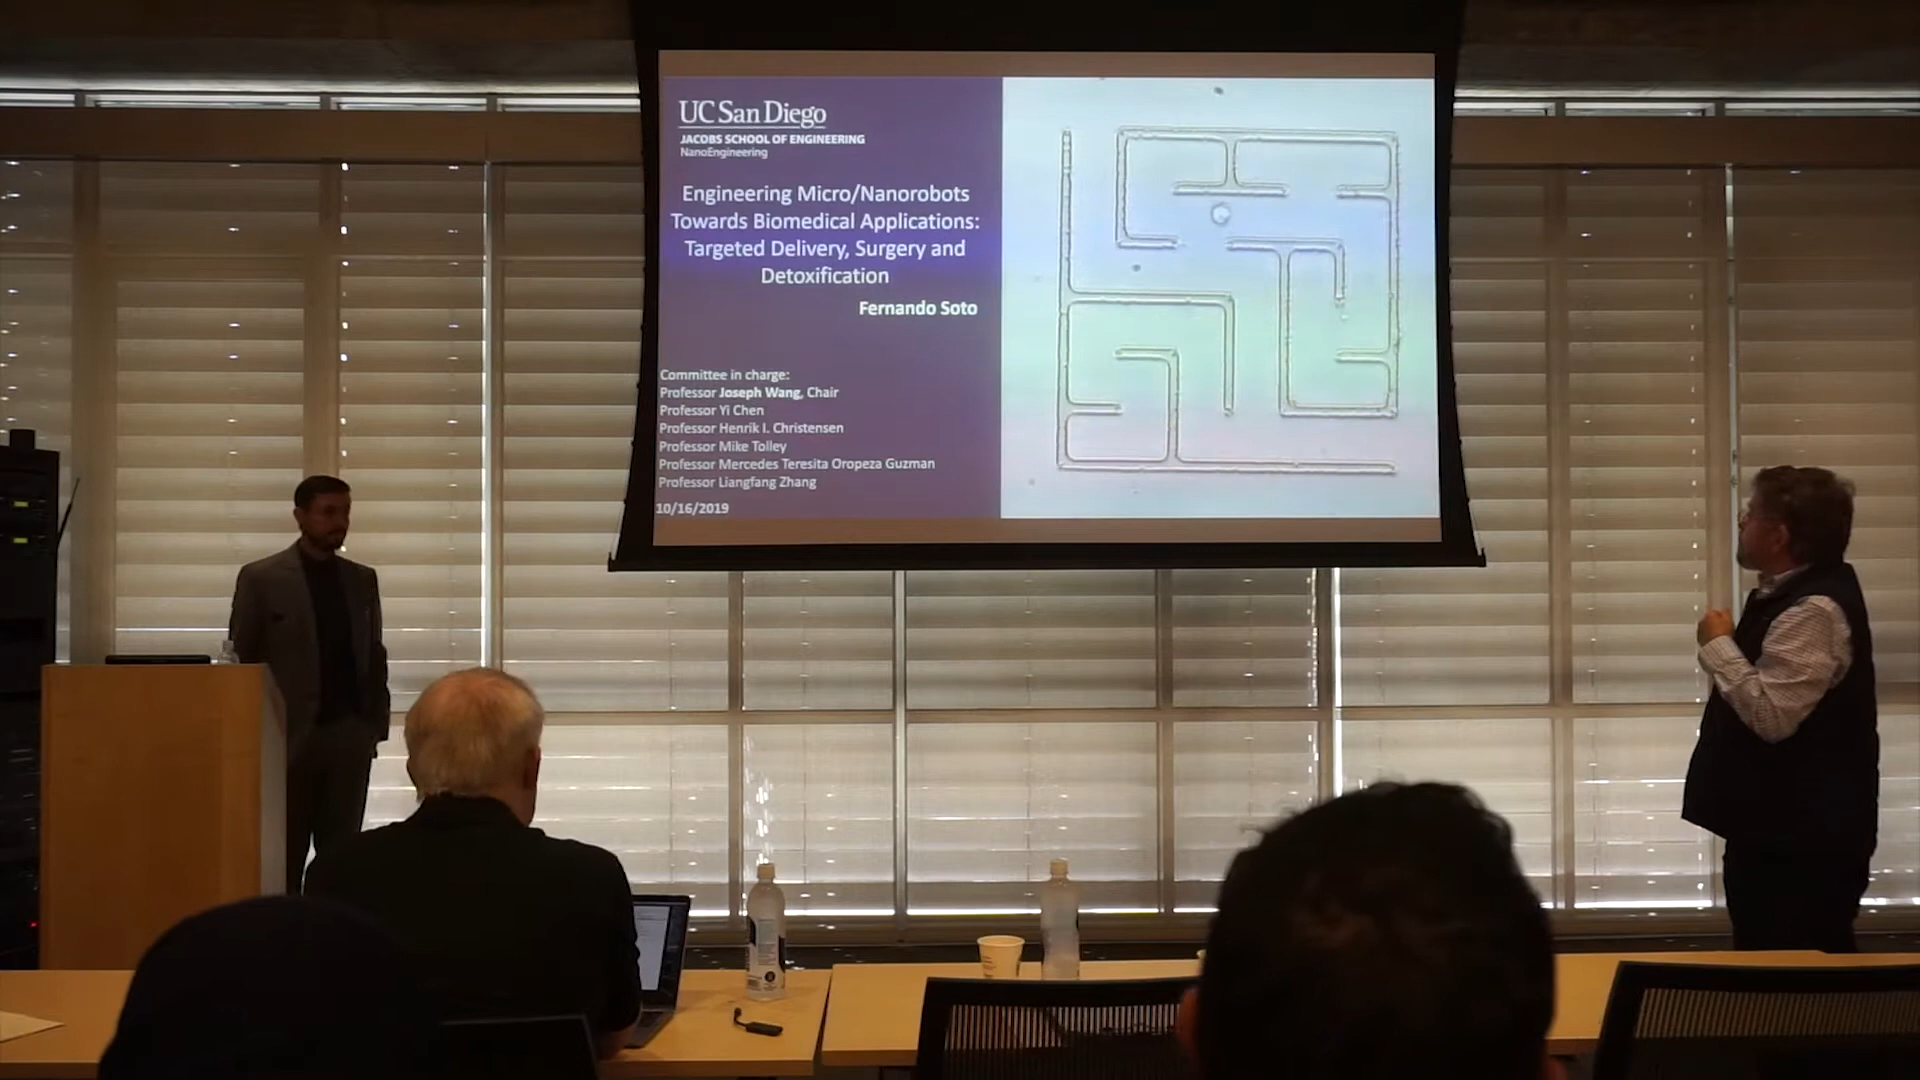 UC San Diego
JACOBS SCHOOL OF ENGINEERING
NanoEngineering
Engineering Micro/Nanorobots
Towards Biomedical Applications:
Targeted Delivery, Surgery and
Detoxification
Fernando Soto
Committee in charge:
Professor Joseph Wang, Chair
Professor Yi Chen
Professor Henrik I. Christensen
Professor Mike Tolley
Professor Mercedes Teresita Oropeza Guzman
Professor Liangfang Zhang
10/16/2019